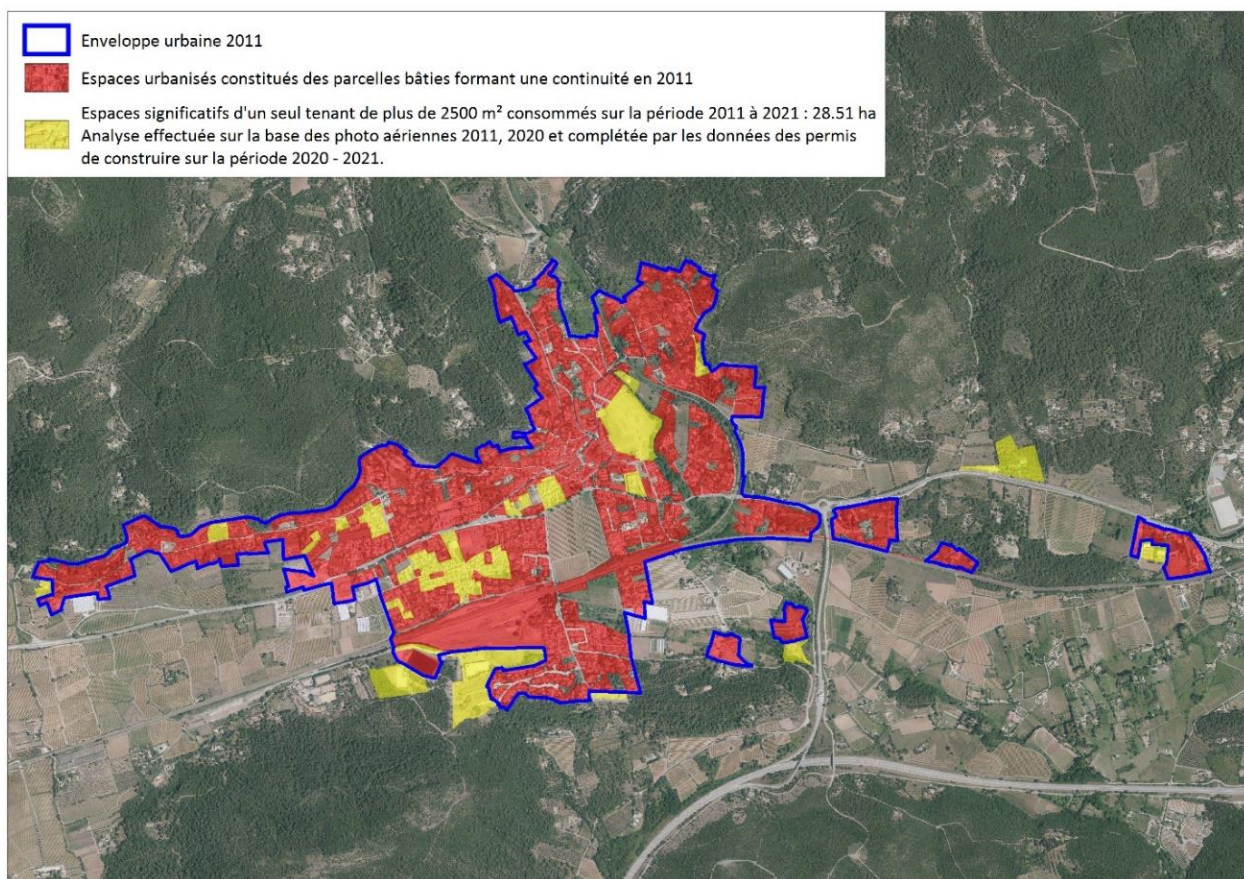 Enveloppe urbaine 2011
Espaces urbanisés constitués des parcelles bâties formant une continuité en 2011
Espaces significatifs d'un seul tenant de plus de 2500 m² consommés sur la période 2011 à 2021 : 28.51 ha
Analyse effectuée sur la base des photo aériennes 2011, 2020 et complétée par les données des permis
de construire sur la période 2020 - 2021.